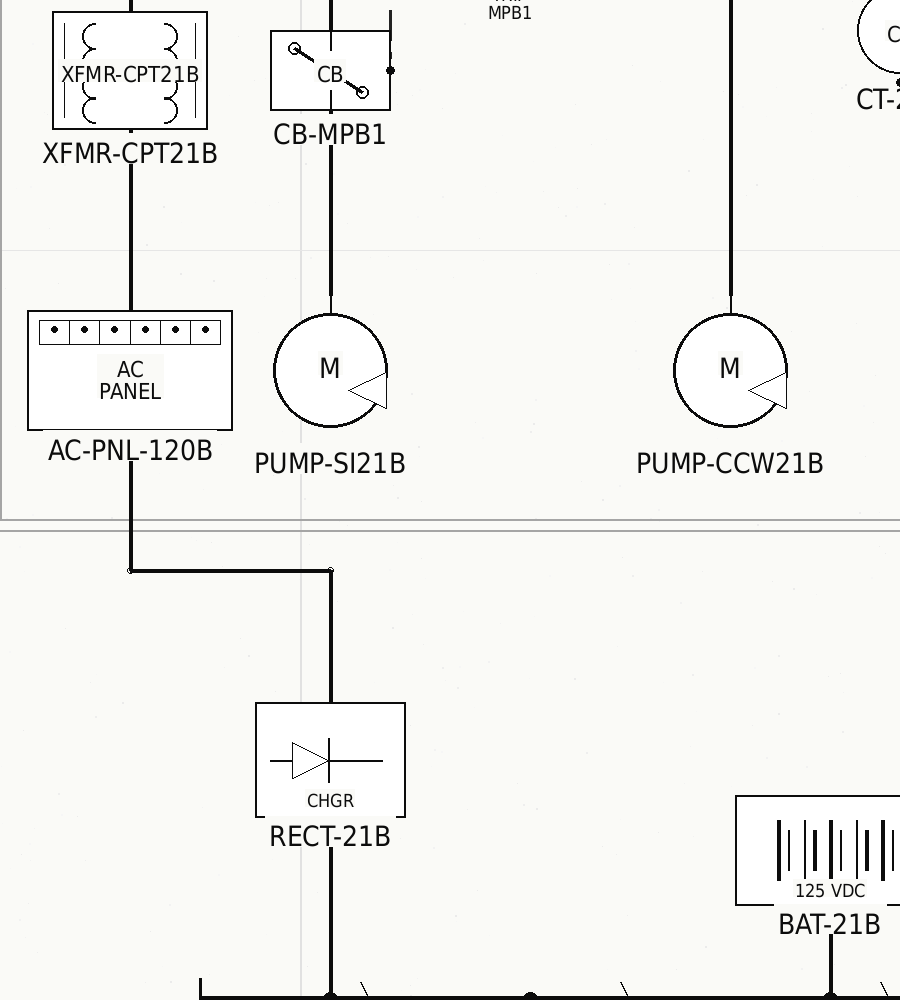 MPB1
XFMR-CPT21B
CB
C
CT-2
XFMR-CPT21B
CB-MPB1
AC
PANEL
M
M
AC-PNL-120B
PUMP-SI21B
PUMP-CCW21B
CHGR
RECT-21B
125 VDC
BAT-21B